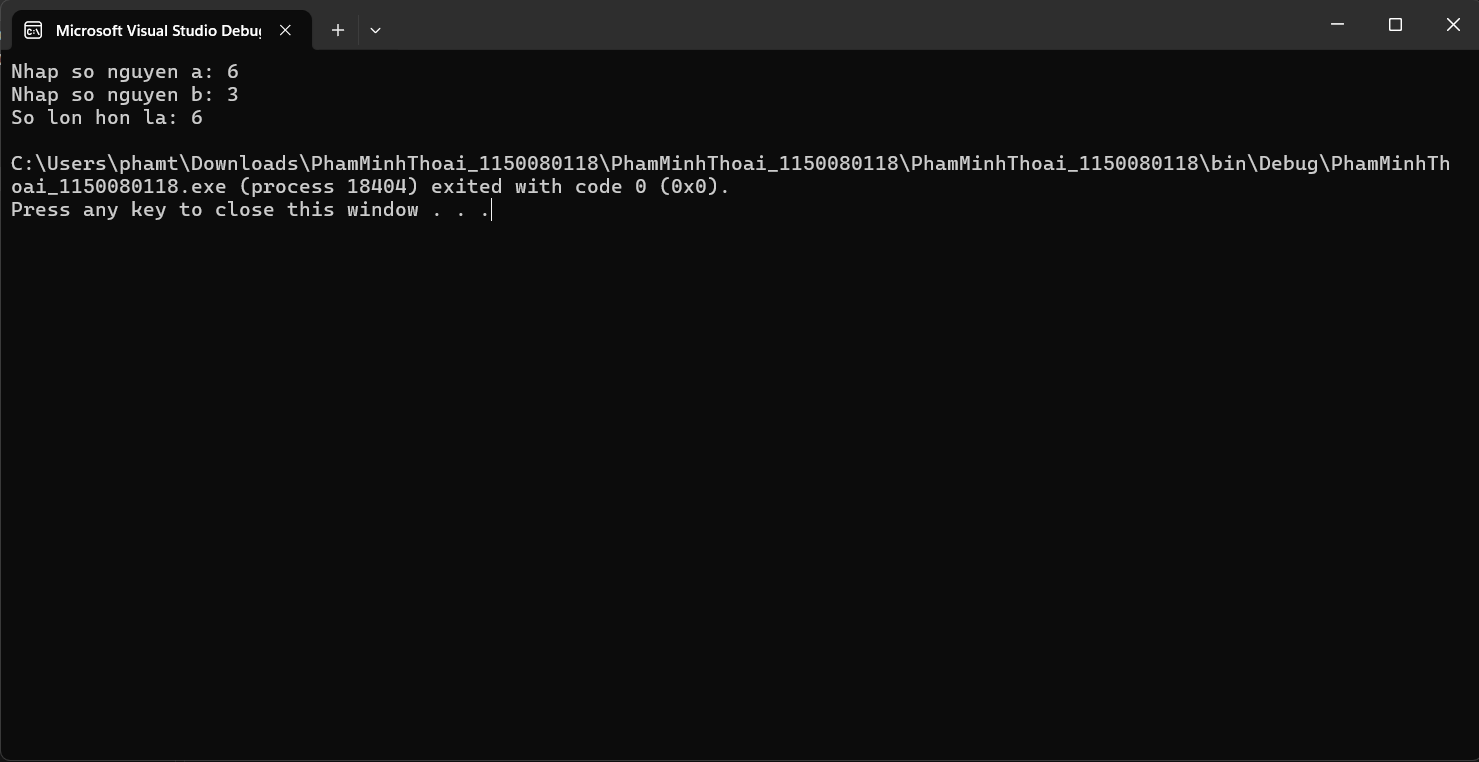 Microsoft Visual Studio Debu
Nhap so nguyen a: 6
Nhap so nguyen b: 3
So lon hon la: 6
C:\Users\phamt\Downloads\PhamMinhThoai_1150080118\PhamMinhThoai_1150080118\PhamMinhThoai_1150080118\bin\Debug\PhamMinhTh
oai_1150080118.exe (process 18404) exited with code 0 (0x0).
Press any key to close this window . . .